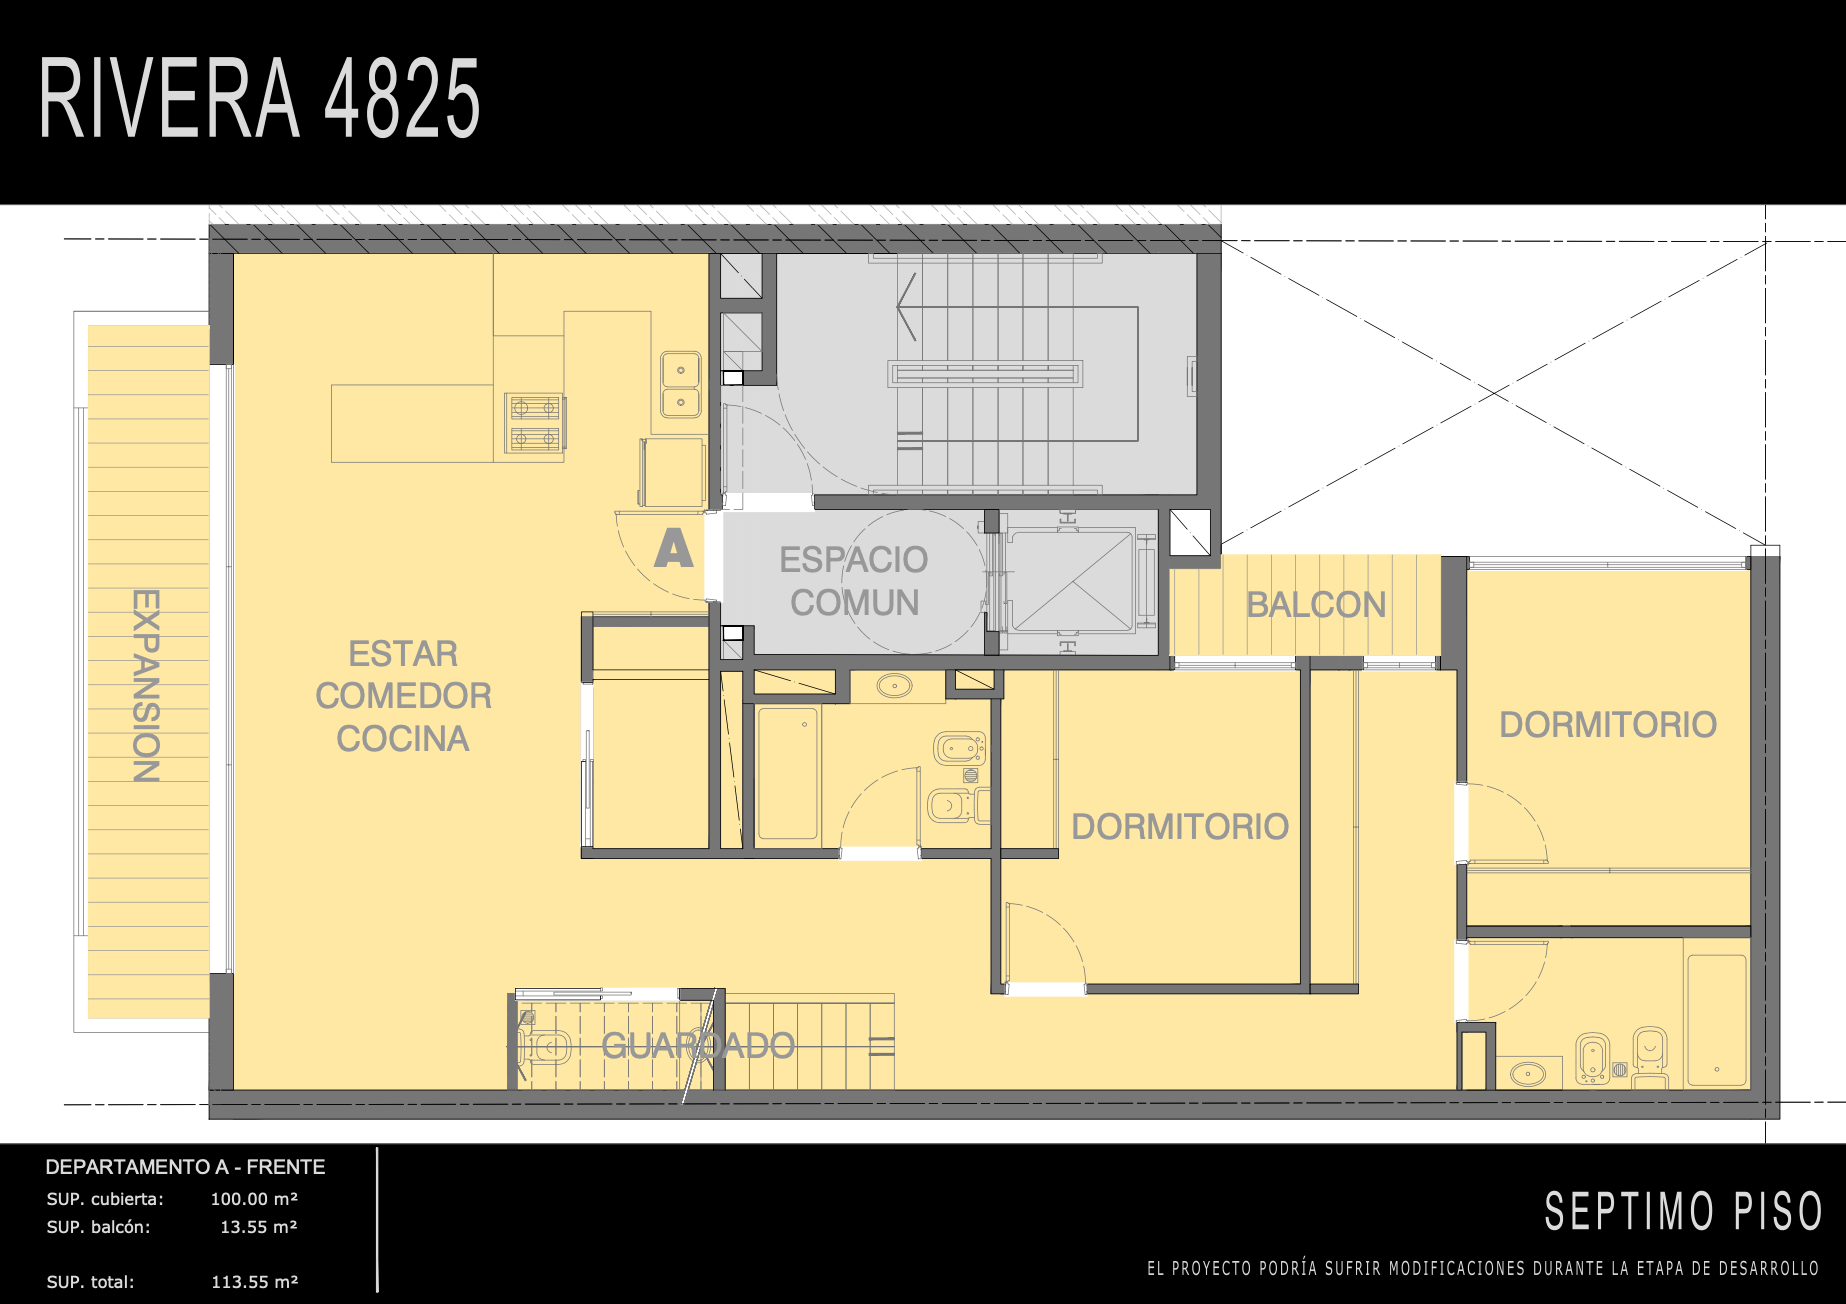 RIVERA 4825
A
ESPACIO
COMUN
BALCON
EXPANSION
ESTAR
COMEDOR
COCINA
DORMITORIO
DORMITORIO
GUARDADO
DEPARTAMENTO A - FRENTE
SUP. cubierta: 100.00 m²
SUP. balcón: 13.55 m²
SUP. total: 113.55 m²
SEPTIMO PISO
EL PROYECTO PODRÍA SUFRIR MODIFICACIONES DURANTE LA ETAPA DE DESARROLLO